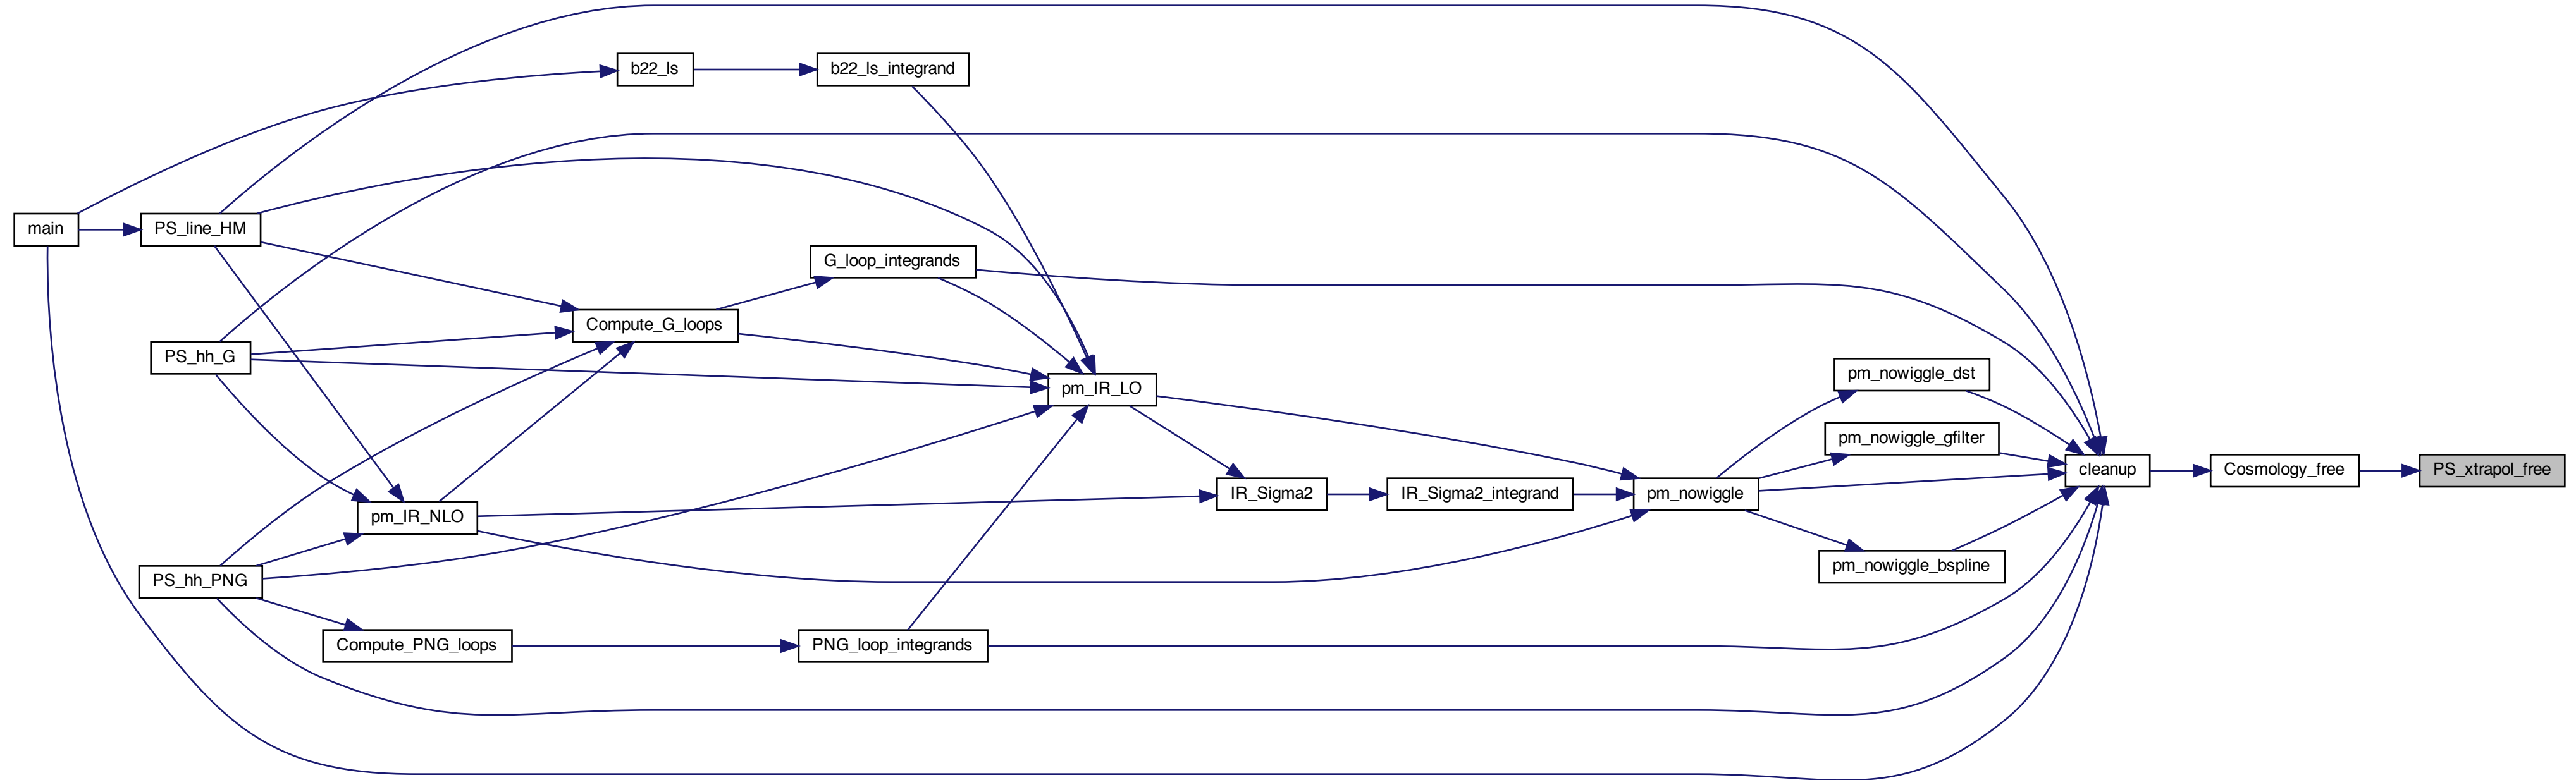 b22_ls
b22_ls_integrand
main
PS_line_HM
G_loop_integrands
Compute_G_loops
PS_hh_G
pm_IR_LO
pm_nowiggle_dst
pm_nowiggle_gfilter
cleanup
Cosmology_free
PS_xtrapol_free
IR_Sigma2
IR_Sigma2_integrand
pm_nowiggle
pm_IR_NLO
pm_nowiggle_bspline
PS_hh_PNG
Compute_PNG_loops
PNG_loop_integrands